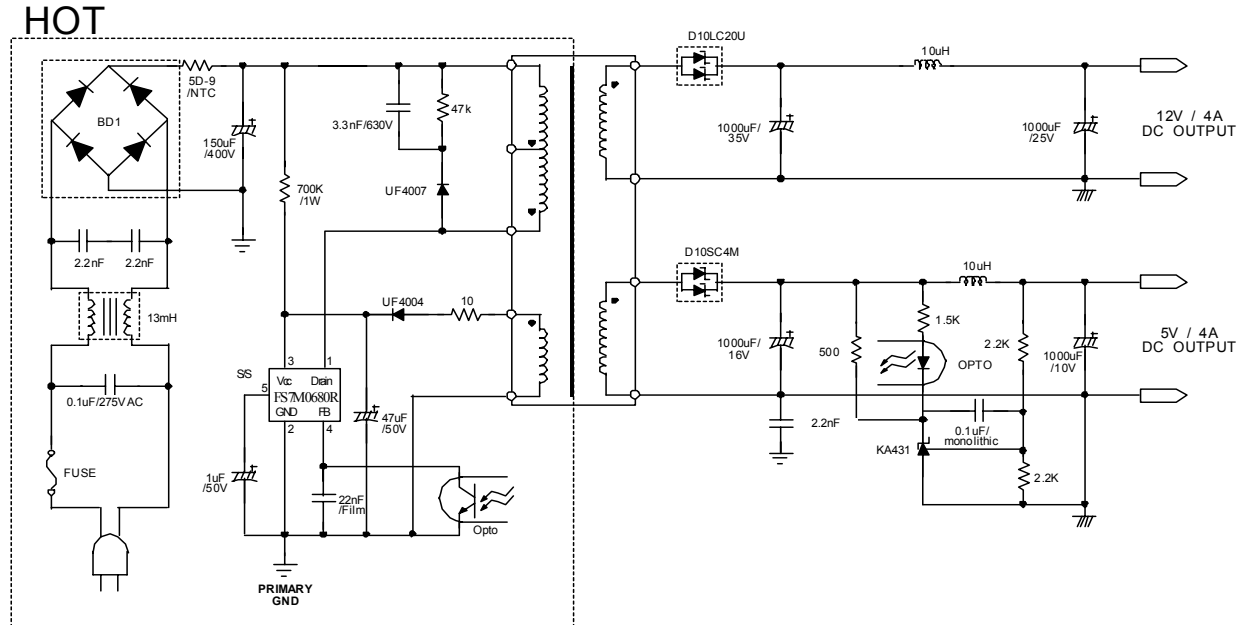 HOT
5D-9
/NTC
BD1
150uF
/400V
3.3nF/630V
47k
UF4007
700K
/1W
2.2nF
2.2nF
13mH
0.1uF/275VAC
FUSE
UF4004
10
S/S
5
3
1
Vcc
Drain
FS7M0680R
GND
FB
2
4
47uF
/50V
1uF
/50V
22nF
/Film
Opto
PRIMARY
GND
D10LC20U
10uH
1000uF/
35V
1000uF
/25V
12V / 4A
DC OUTPUT
D10SC4M
10uH
1.5K
1000uF/
16V
500
OPTO
2.2K
1000uF
/10V
5V / 4A
DC OUTPUT
2.2nF
0.1uF/
monolithic
KA431
2.2K